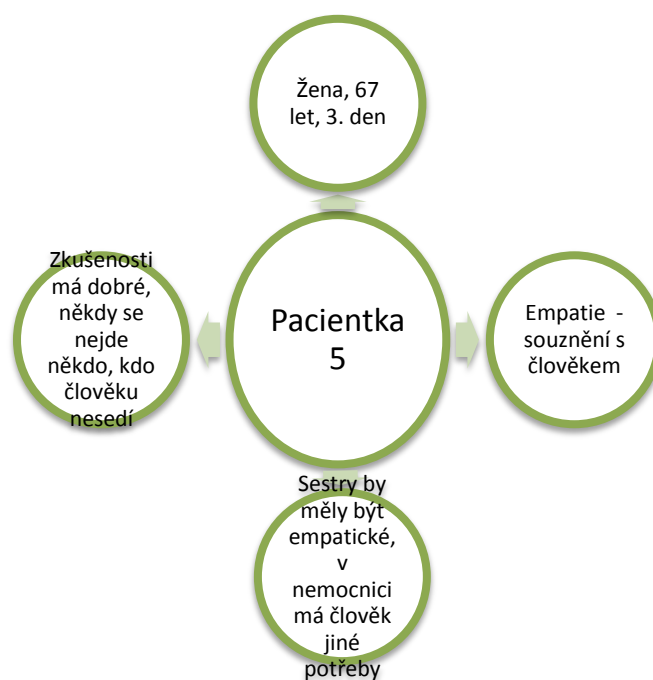 Žena, 67
let, 3. den
Zkušenosti
má dobré,
někdy se
nejde
někdo, kdo
člověku
nesedí
Pacientka
5
Empatie -
souznění s
člověkem
Sestry by
měly být
empatické,
v
nemocnici
má člověk
jiné
potřeby